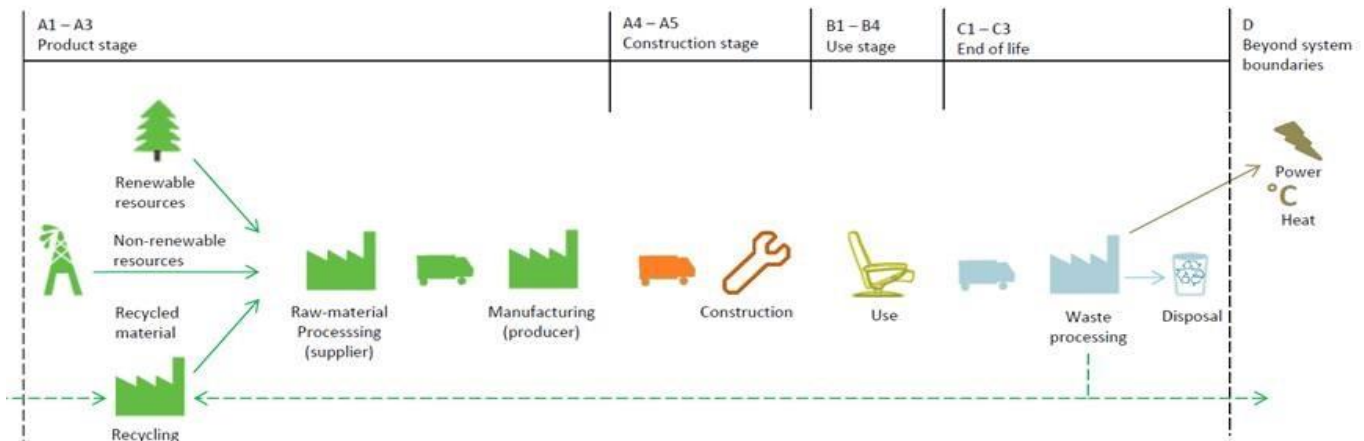 A1 – A3
Product stage
A4 – A5
Construction stage
B1 – B4
Use stage
C1 – C3
End of life
D
Beyond system
boundaries
Renewable
resources
Non-renewable
resources
Recycled
material
Recycling
Raw-material
Processsing
(supplier)
Manufacturing
(producer)
Construction
Use
Waste
processing
Disposal
Power
°C
Heat